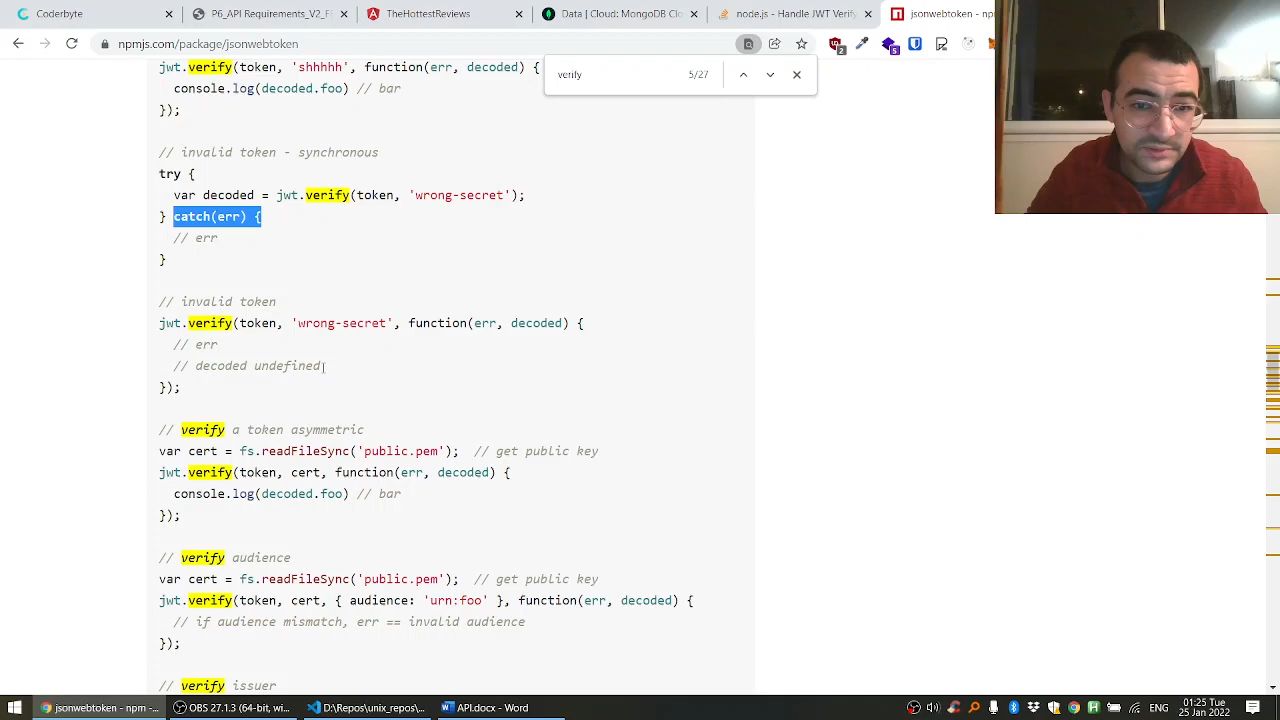 Codebyte
P6_API Requirements_V2_F
TheHottestReviews
Data | Cloud: MongoDB Clo
node.js - Handle JWT Verify
jsonwebtoken - npm
npmjs.com/package/jsonwebtoken
2
5
verify
5/27
jwt.verify(token, 'shhhhh', function(err, decoded) {
console.log(decoded.foo) // bar
});
// invalid token - synchronous
try {
var decoded = jwt.verify(token, 'wrong-secret');
} catch(err) {
// err
}
// invalid token
jwt.verify(token, 'wrong-secret', function(err, decoded) {
// err
// decoded undefined
});
// verify a token asymmetric
var cert = fs.readFileSync('public.pem'); // get public key
jwt.verify(token, cert, function(err, decoded) {
console.log(decoded.foo) // bar
});
// verify audience
var cert = fs.readFileSync('public.pem'); // get public key
jwt.verify(token, cert, { audience: 'urn:foo' }, function(err, decoded) {
// if audience mismatch, err == invalid audience
});
// verify issuer
jsonwebtoken - npm -...
OBS 27.1.3 (64-bit, wi...
D:\Repos\unix_repos/...
API.docx - Word
ENG
01:25 Tue
25 Jan 2022